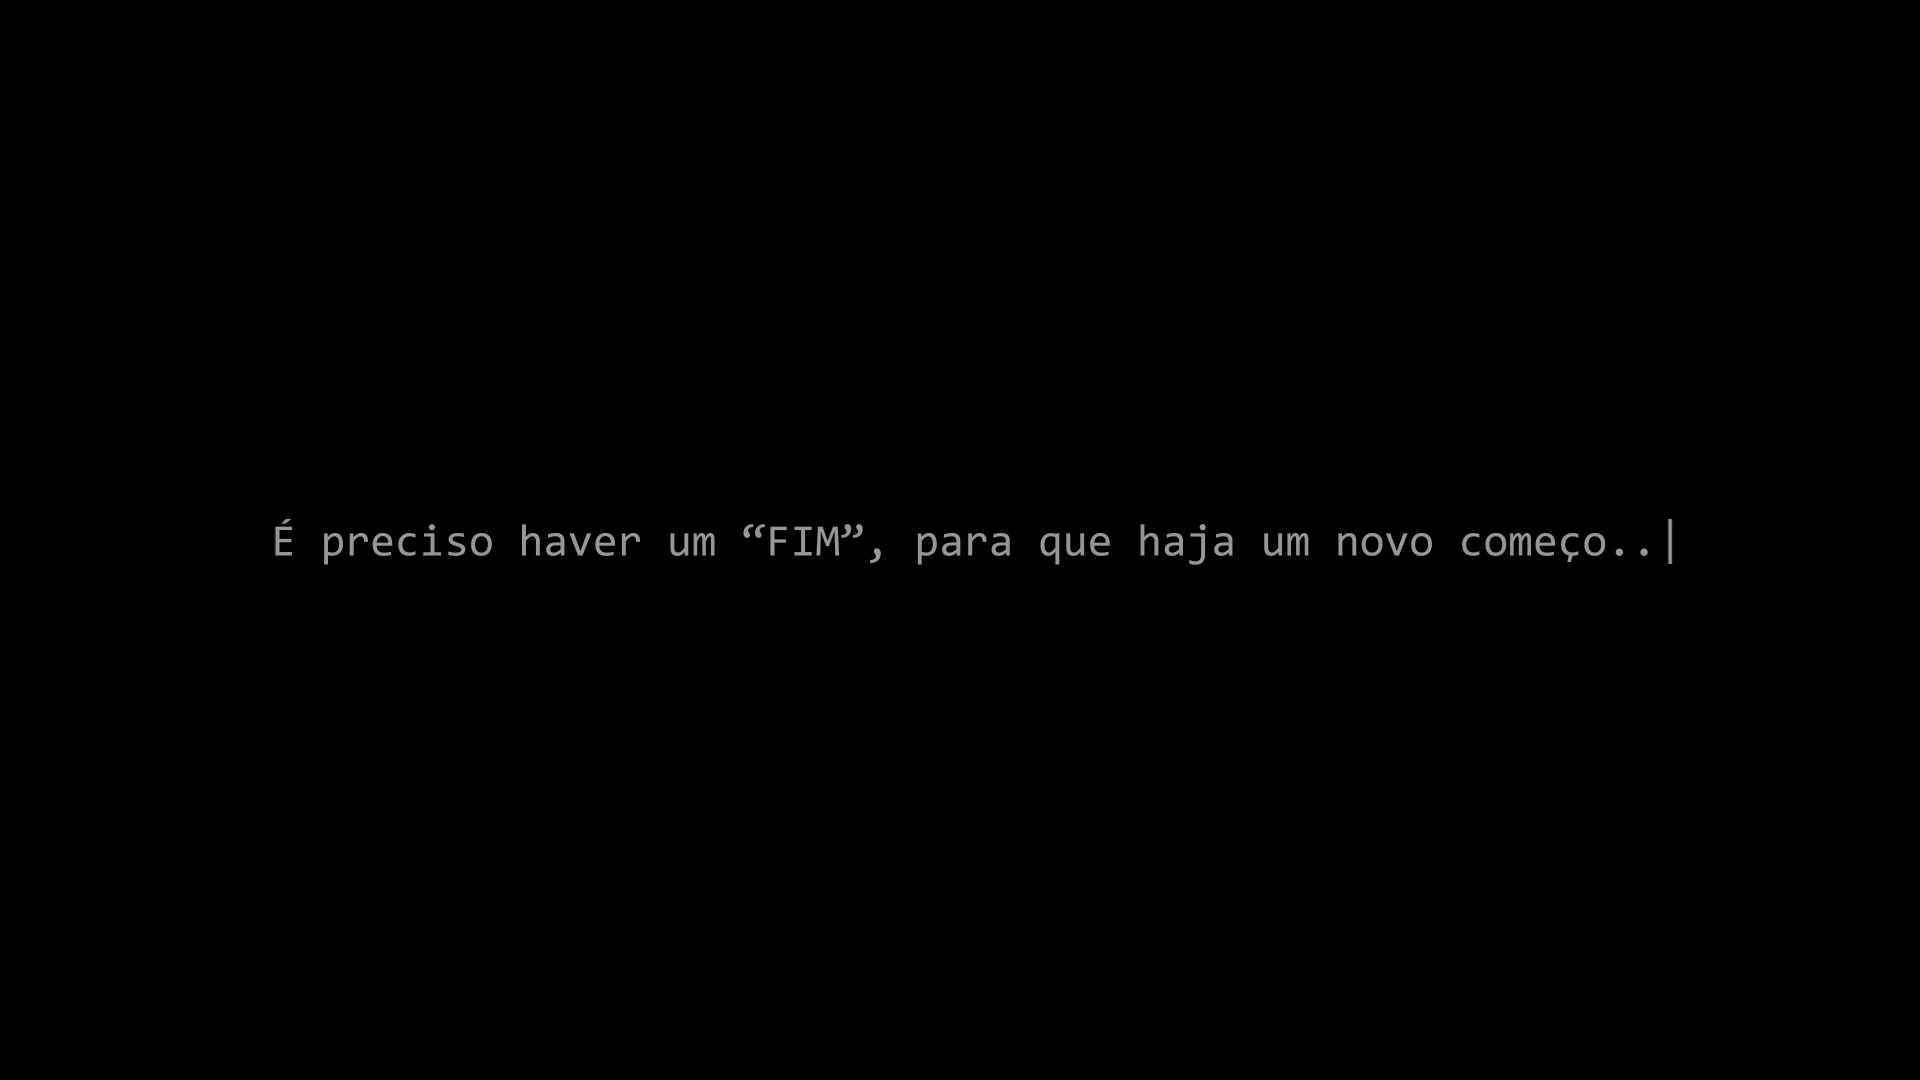 É preciso haver um “FIM”, para que haja um novo começo..|